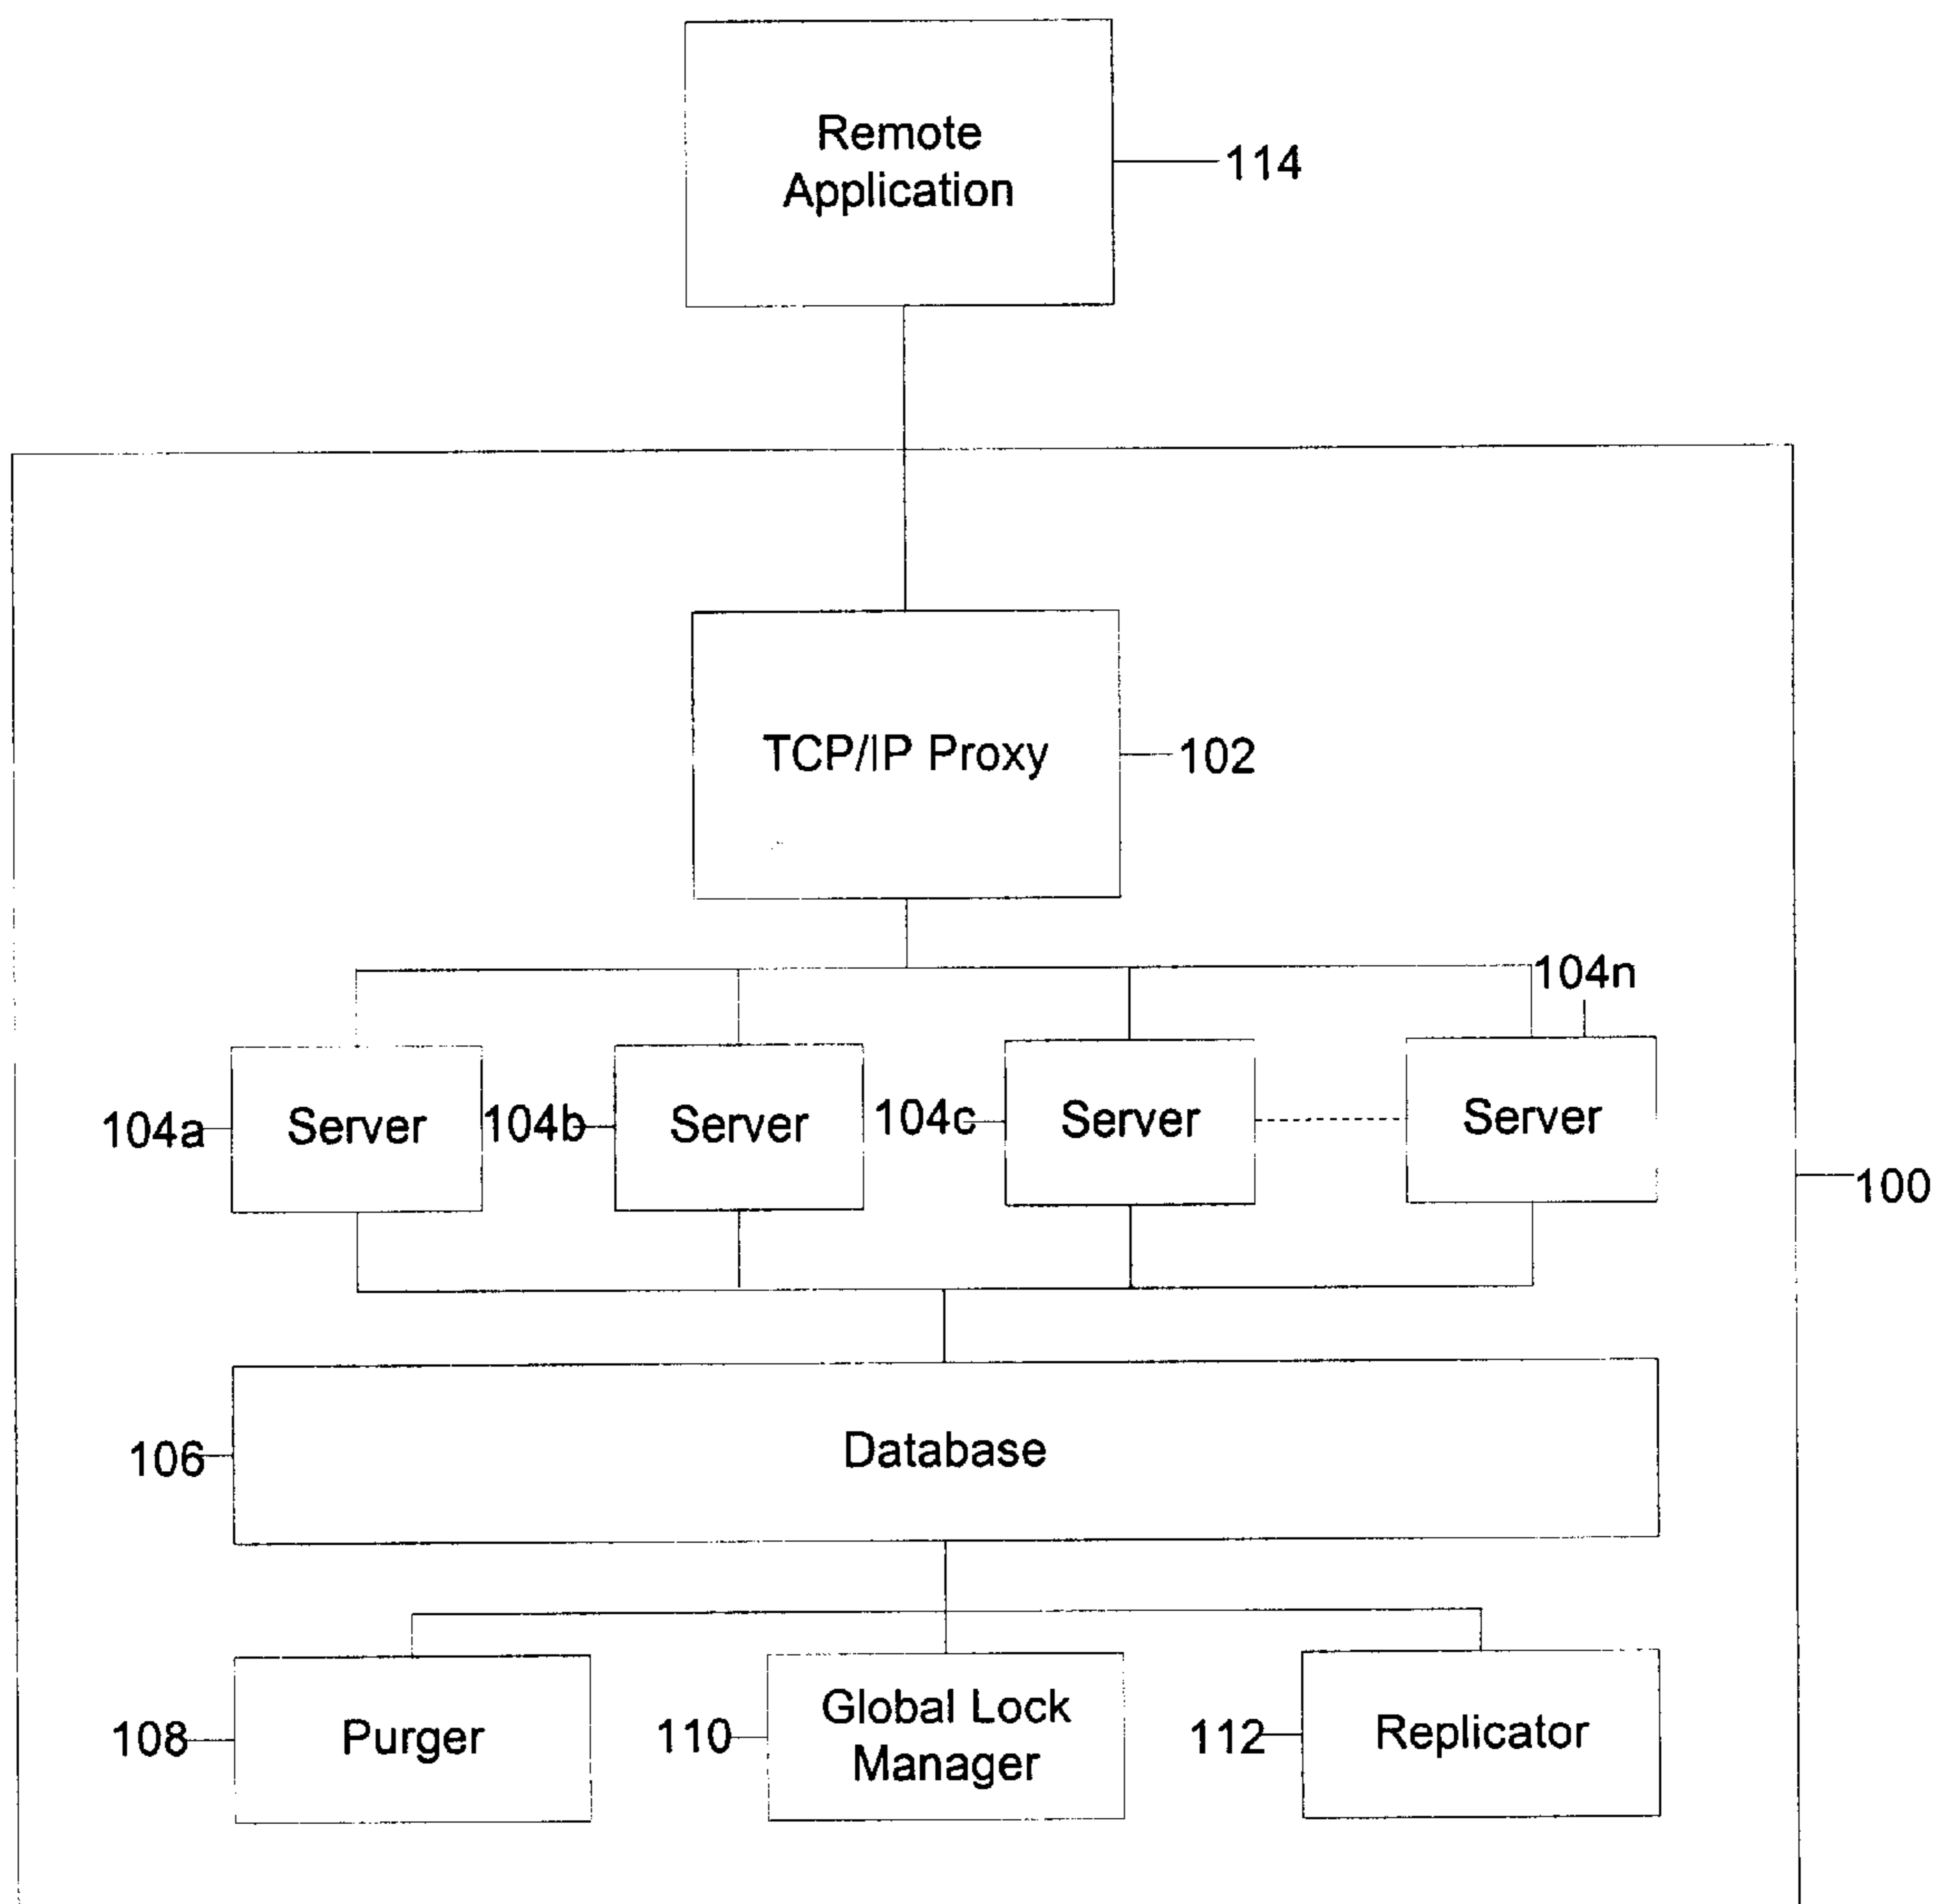 Remote
Application
114
TCP/IP Proxy
102
104n
104a
Server
104b
Server
104c
Server
Server
100
106
Database
108
Purger
110
Global Lock
Manager
112
Replicator